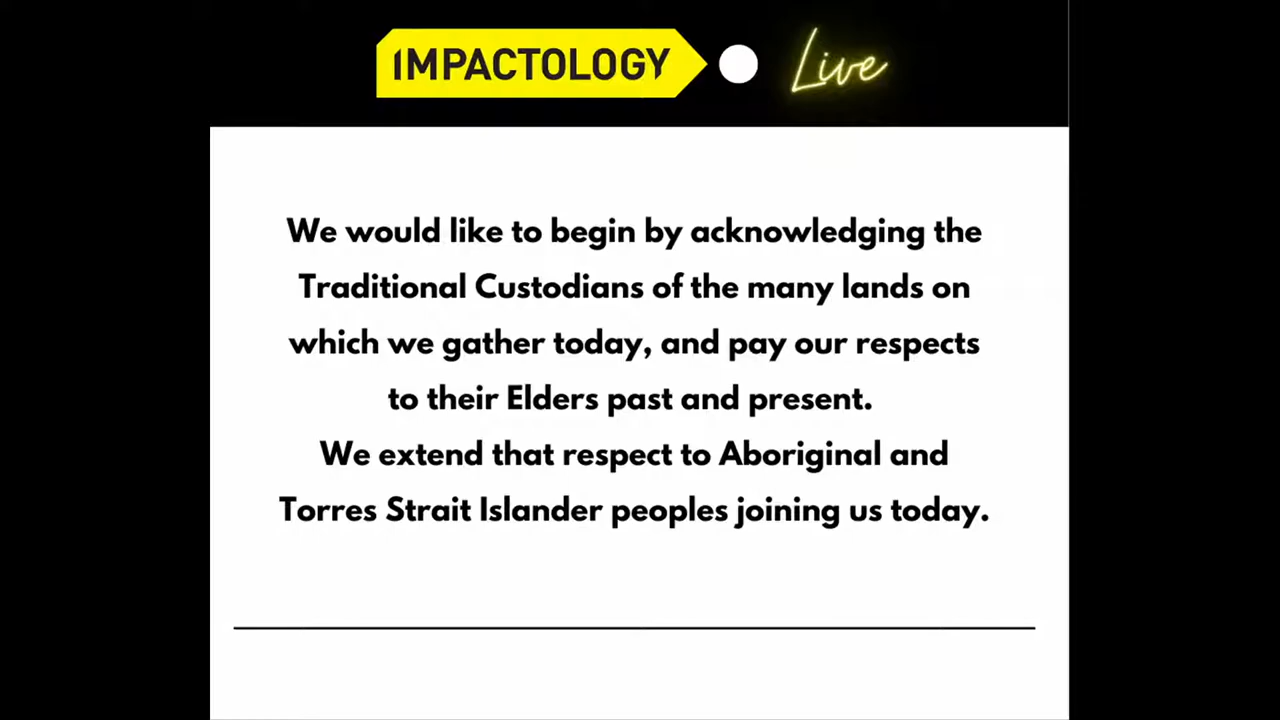 IMPACTOLOGY Live
We would like to begin by acknowledging the
Traditional Custodians of the many lands on
which we gather today, and pay our respects
to their Elders past and present.
We extend that respect to Aboriginal and
Torres Strait Islander peoples joining us today.